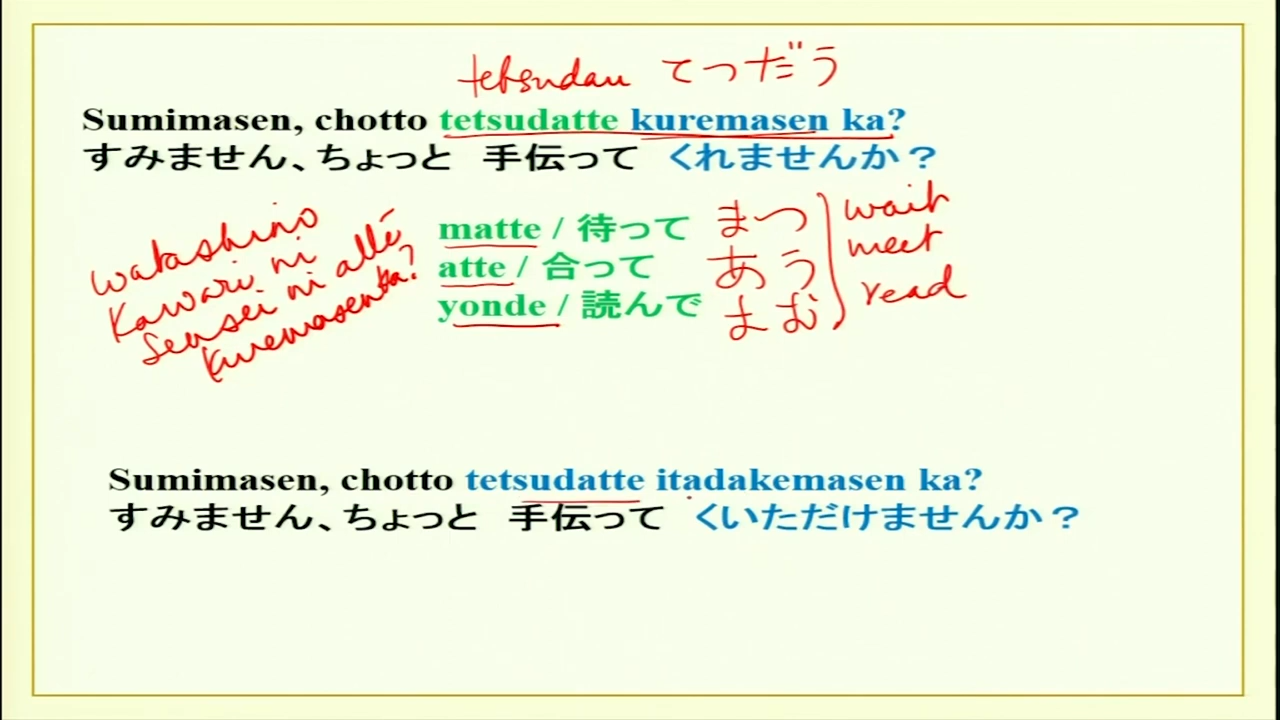 tetsudau てつだう
Sumimasen, chotto tetsudatte kuremasen ka?
すみません、ちょっと 手伝って くれませんか？
matte / 待って まつ wait
atte / 合って あう meet
yonde / 読んで よむ read
watashino
Kawari ni
Sensei ni atte
kuremasenka?
Sumimasen, chotto tetsudatte itadakemasen ka?
すみません、ちょっと 手伝って くいただけませんか？